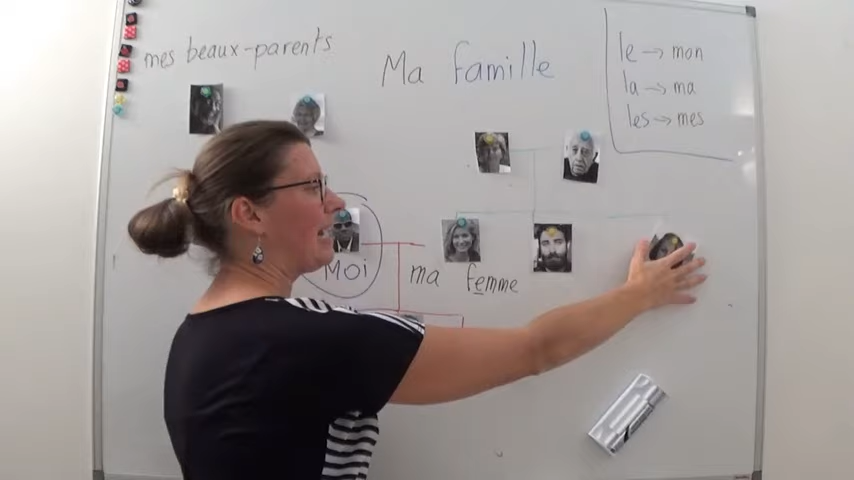 mes beaux-parents
Ma famille
le → mon
la → ma
les → mes
MOI
ma femme